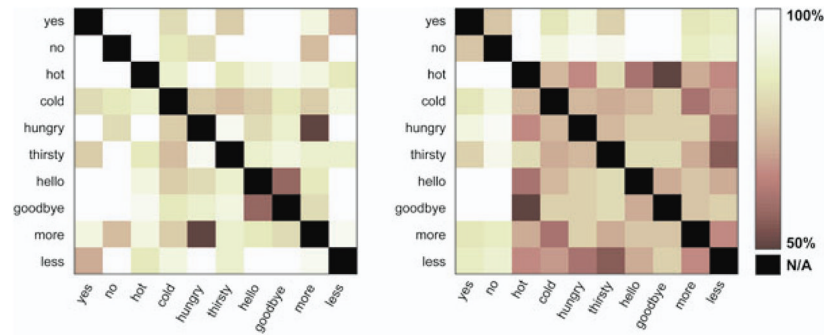 yes
no
hot
cold
hungry
thirsty
hello
goodbye
more
less
yes
no
hot
cold
hungry
thirsty
hello
goodbye
more
less
yes
no
hot
cold
hungry
thirsty
hello
goodbye
more
less
yes
no
hot
cold
hungry
thirsty
hello
goodbye
more
less
100%
50%
N/A